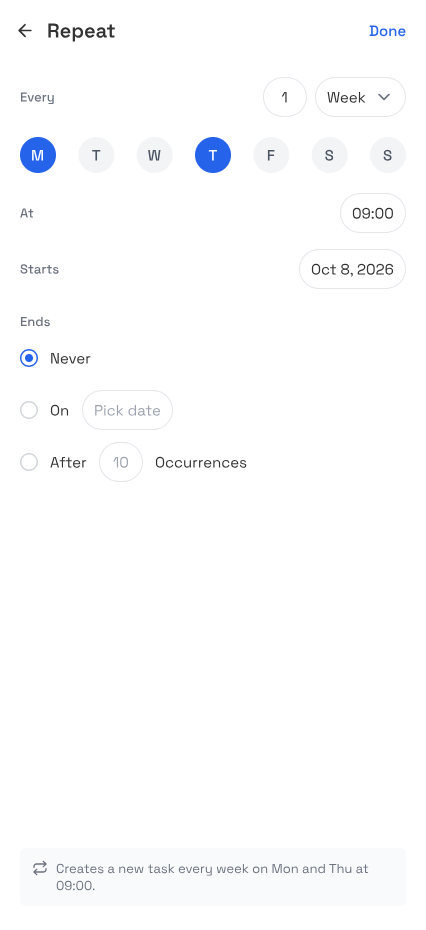 Repeat
Done
Every
1
Week
M T W T F S S
At
09:00
Starts
Oct 8, 2026
Ends
Never
On
Pick date
After
10
Occurrences
Creates a new task every week on Mon and Thu at
09:00.